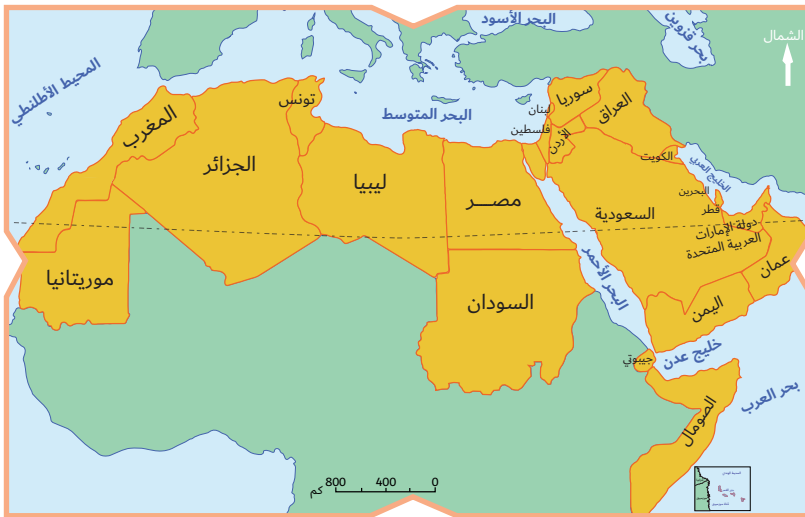 البحر الأسود
بحر قزوين
الشمال
المحيط الأطلنطي
البحر المتوسط
تونس
المغرب
الجزائر
ليبيا
مصـــر
لبنان
سوريا
فلسطين
الأردن
العراق
الكويت
الخليج العربي
البحرين
قطر
السعودية
دولة الإمارات
العربية المتحدة
عمان
موريتانيا
السودان
البحر الأحمر
اليمن
خليج عدن
جيبوتي
الصومال
بحر العرب
كم 800 400 0